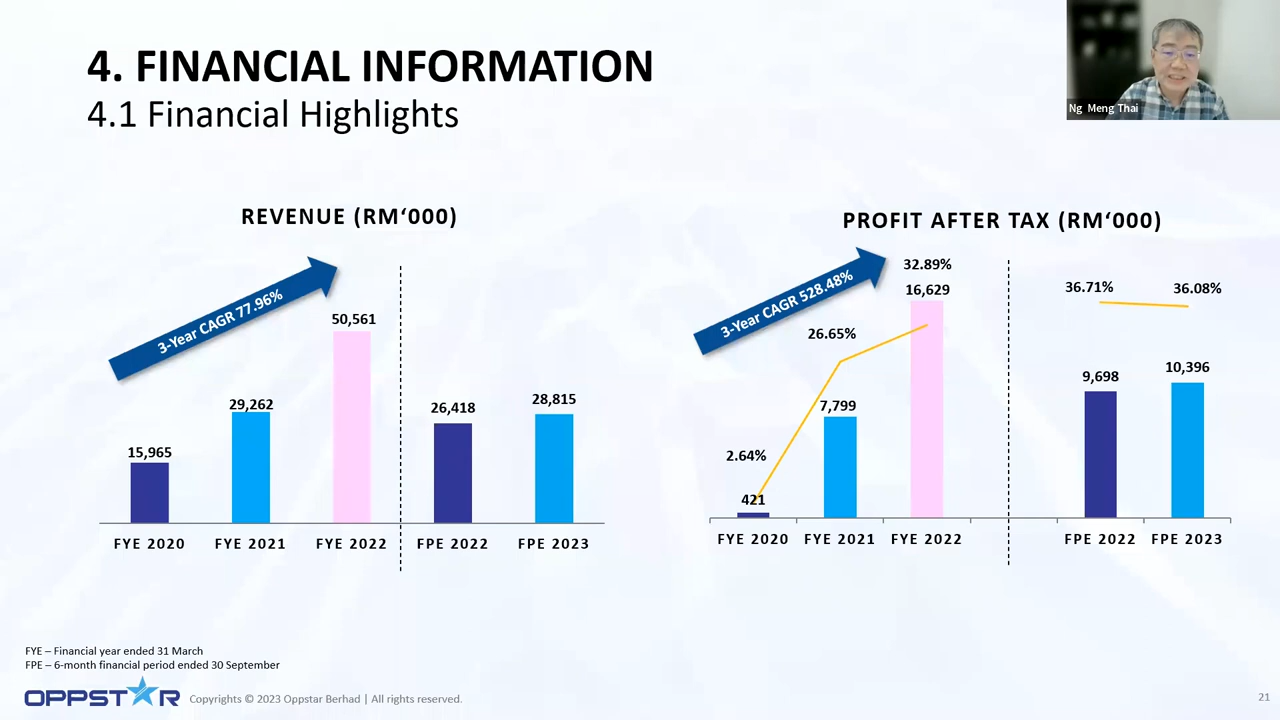 4. FINANCIAL INFORMATION
4.1 Financial Highlights
Ng Meng Thai
REVENUE (RM‘000)
3-Year CAGR 77.96%
15,965
29,262
50,561
26,418
28,815
FYE 2020 FYE 2021 FYE 2022 FPE 2022 FPE 2023
PROFIT AFTER TAX (RM‘000)
3-Year CAGR 528.48%
2.64%
26.65%
32.89%
36.71%
36.08%
421
7,799
16,629
9,698
10,396
FYE 2020 FYE 2021 FYE 2022 FPE 2022 FPE 2023
FYE – Financial year ended 31 March
FPE – 6-month financial period ended 30 September
OPPSTAR Copyrights © 2023 Oppstar Berhad | All rights reserved.
21